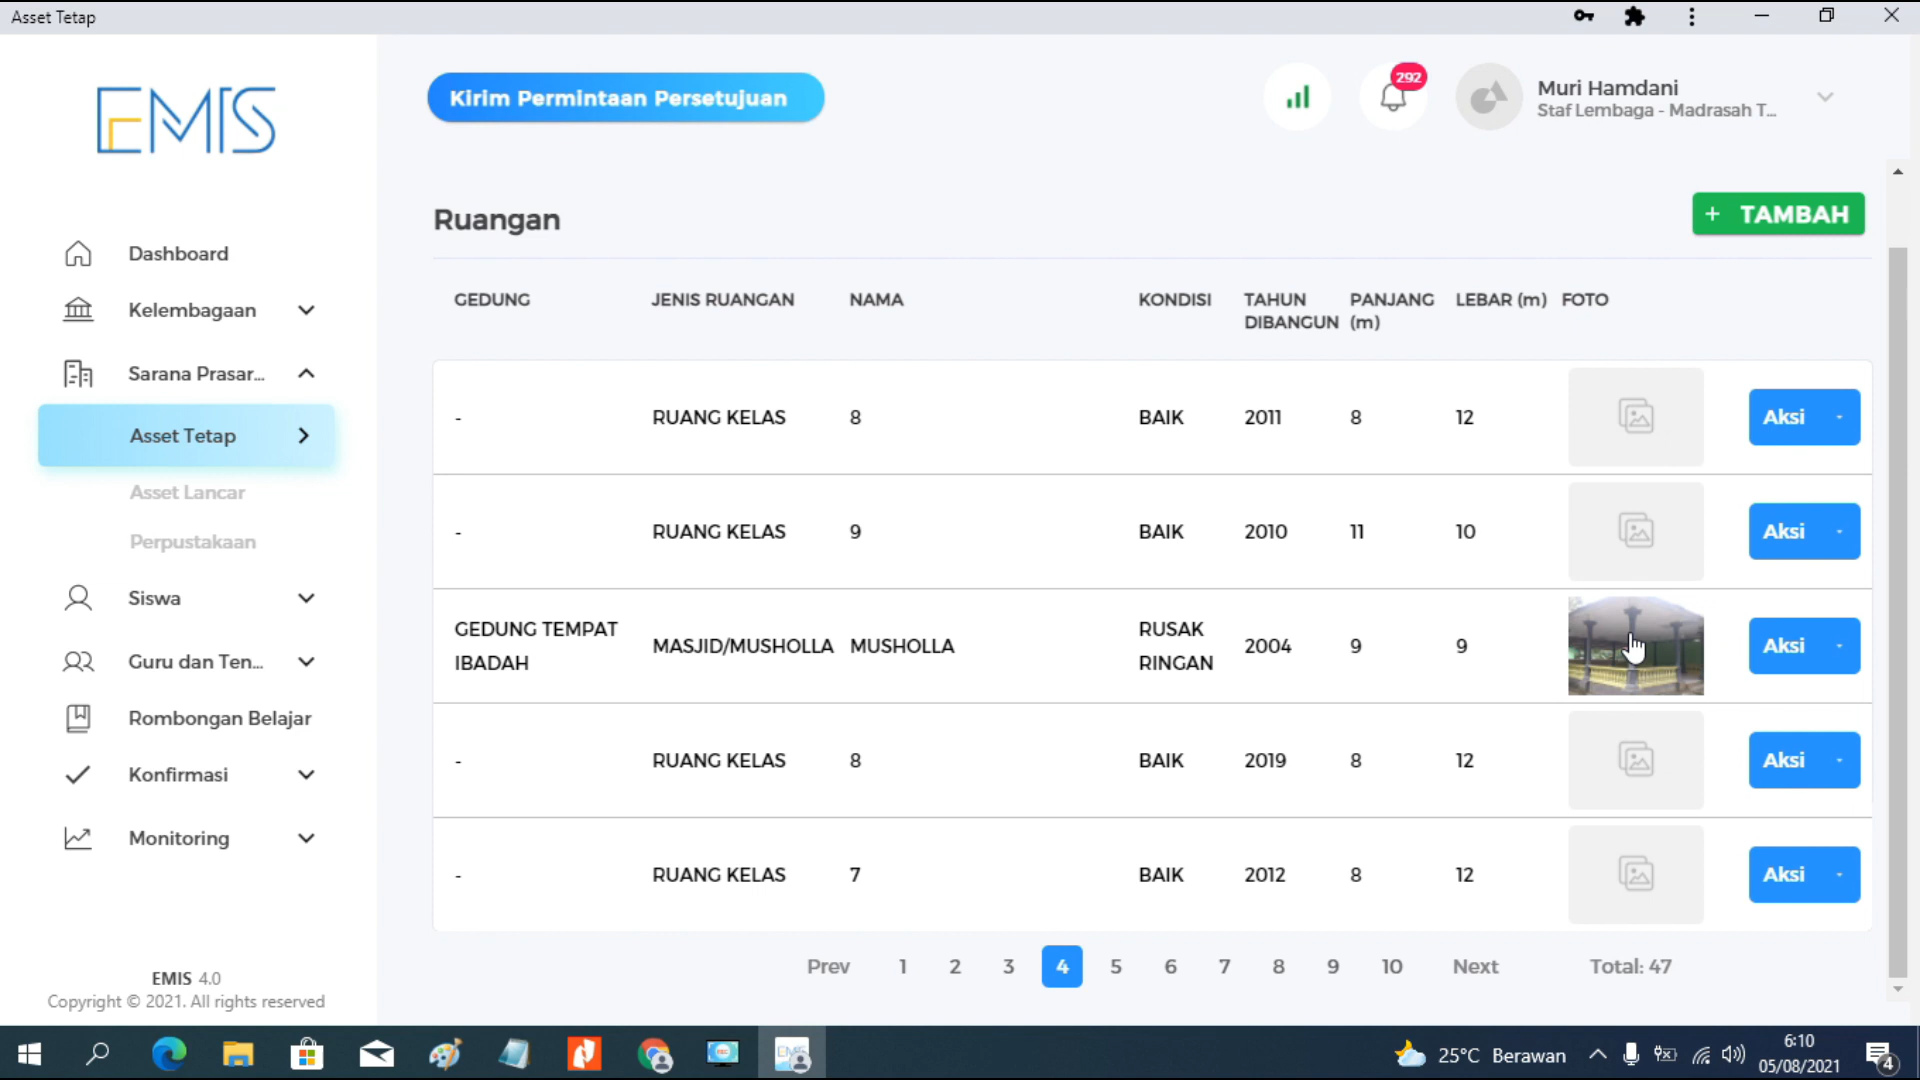 Asset Tetap
EMIS
Kirim Permintaan Persetujuan
292
Muri Hamdani
Staf Lembaga - Madrasah T...
Dashboard
Kelembagaan
Sarana Prasar...
Asset Tetap
Asset Lancar
Perpustakaan
Siswa
Guru dan Ten...
Rombongan Belajar
Konfirmasi
Monitoring
EMIS 4.0
Copyright © 2021. All rights reserved
Ruangan
+ TAMBAH
GEDUNG JENIS RUANGAN NAMA KONDISI TAHUN DIBANGUN PANJANG (m) LEBAR (m) FOTO
- RUANG KELAS 8 BAIK 2011 8 12 Aksi
- RUANG KELAS 9 BAIK 2010 11 10 Aksi
GEDUNG TEMPAT IBADAH MASJID/MUSHOLLA MUSHOLLA RUSAK RINGAN 2004 9 9 Aksi
- RUANG KELAS 8 BAIK 2019 8 12 Aksi
- RUANG KELAS 7 BAIK 2012 8 12 Aksi
Prev 1 2 3 4 5 6 7 8 9 10 Next Total: 47
25°C Berawan
6:10
05/08/2021
4